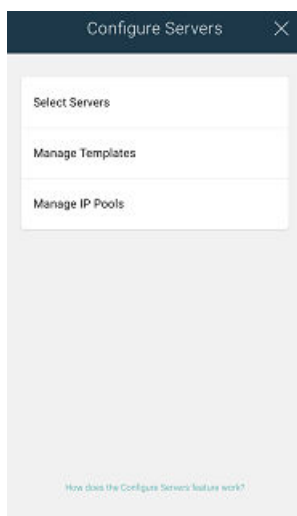 Configure Servers
Select Servers
Manage Templates
Manage IP Pools
How does the Configure Servers feature work?